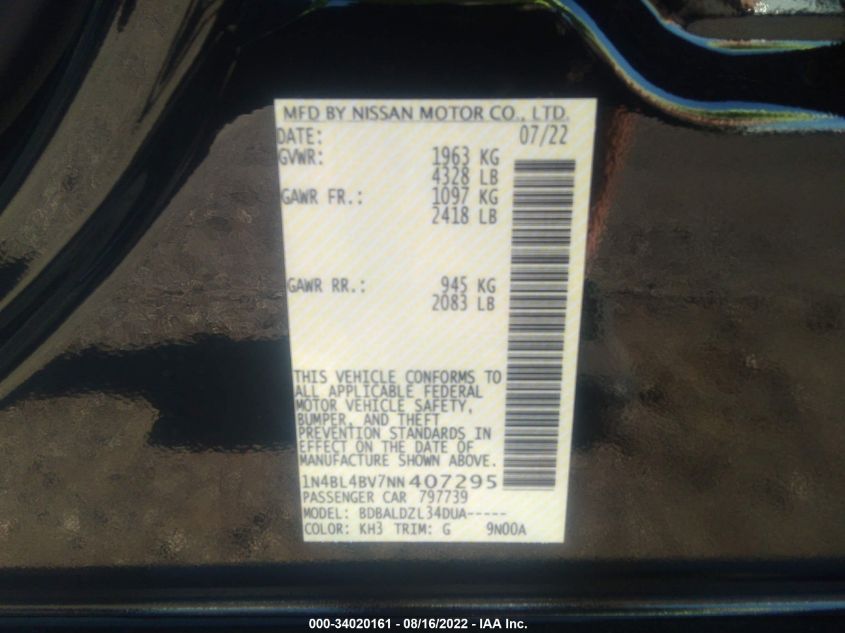 MFD BY NISSAN MOTOR CO., LTD.
DATE: 07/22
GVWR: 1963 KG
4328 LB
GAWR FR.: 1097 KG
2418 LB
GAWR RR.: 945 KG
2083 LB
THIS VEHICLE CONFORMS TO
ALL APPLICABLE FEDERAL
MOTOR VEHICLE SAFETY,
BUMPER, AND THEFT
PREVENTION STANDARDS IN
EFFECT ON THE DATE OF
MANUFACTURE SHOWN ABOVE.
1N4BL4BV7NN407295
PASSENGER CAR 797739
MODEL: BDBALDZL34DUA-----
COLOR: KH3 TRIM: G 9N00A
000-34020161 - 08/16/2022 - IAA Inc.